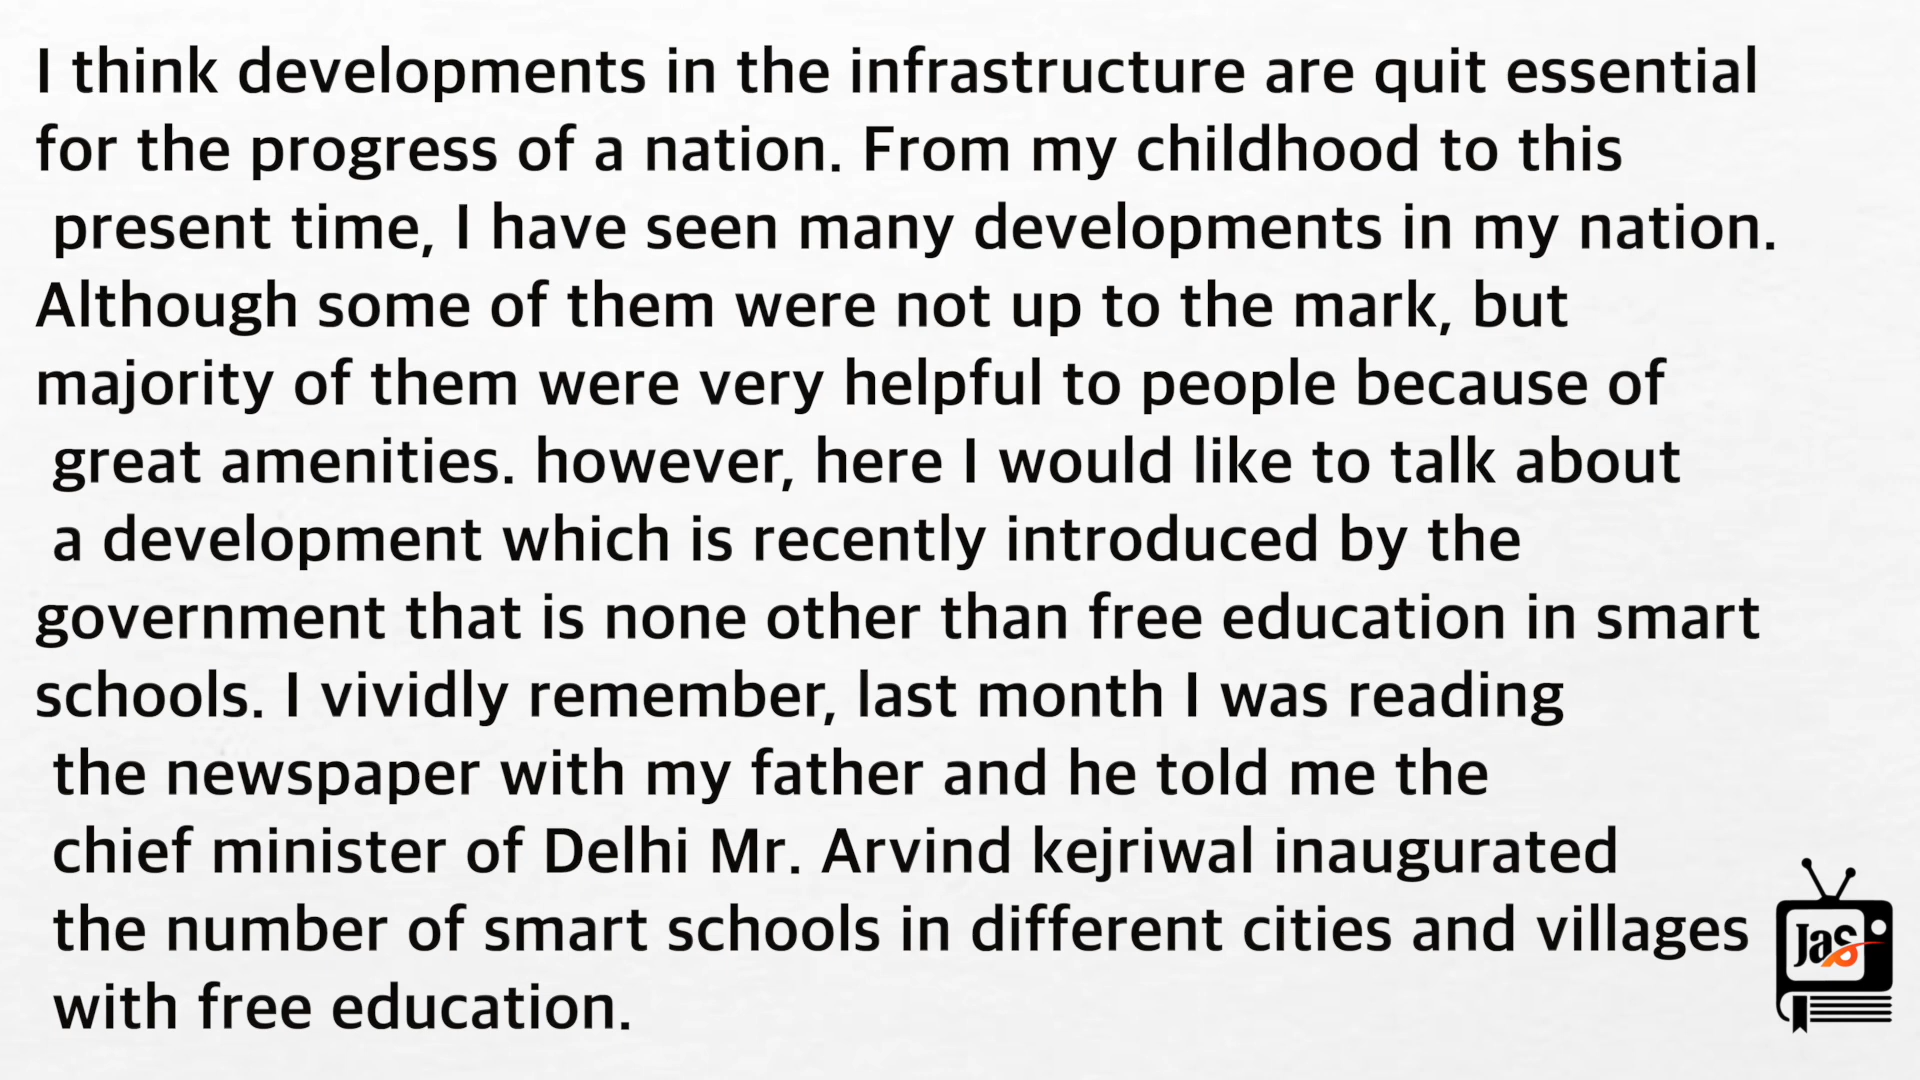 I think developments in the infrastructure are quit essential
for the progress of a nation. From my childhood to this
present time, I have seen many developments in my nation.
Although some of them were not up to the mark, but
majority of them were very helpful to people because of
great amenities. however, here I would like to talk about
a development which is recently introduced by the
government that is none other than free education in smart
schools. I vividly remember, last month I was reading
the newspaper with my father and he told me the
chief minister of Delhi Mr. Arvind kejriwal inaugurated
the number of smart schools in different cities and villages
with free education.
JaS